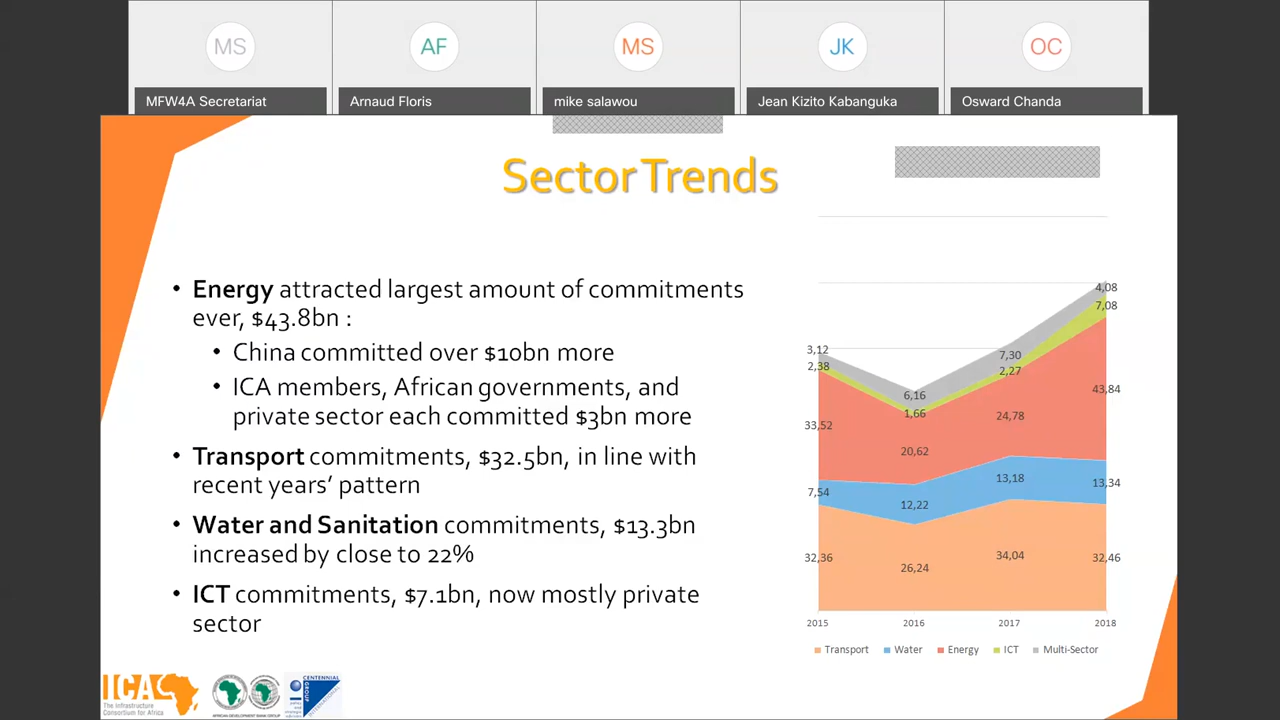 MS
AF
MS
JK
OC
MFW4A Secretariat
Arnaud Floris
mike salawou
Jean Kizito Kabanguka
Osward Chanda
Sector Trends
• Energy attracted largest amount of commitments
ever, $43.8bn :
• China committed over $10bn more
• ICA members, African governments, and
private sector each committed $3bn more
• Transport commitments, $32.5bn, in line with
recent years’ pattern
• Water and Sanitation commitments, $13.3bn
increased by close to 22%
• ICT commitments, $7.1bn, now mostly private
sector
4,08
7,08
3,12
7,30
2,38
2,27
43,84
6,16
1,66
24,78
33,52
20,62
13,18
13,34
7,54
12,22
34,04
32,46
32,36
26,24
2015 2016 2017 2018
Transport Water Energy ICT Multi-Sector
ICA
The Infrastructure
Consortium for Africa
AFRICAN DEVELOPMENT BANK GROUP
CENTENNIAL
GROUP